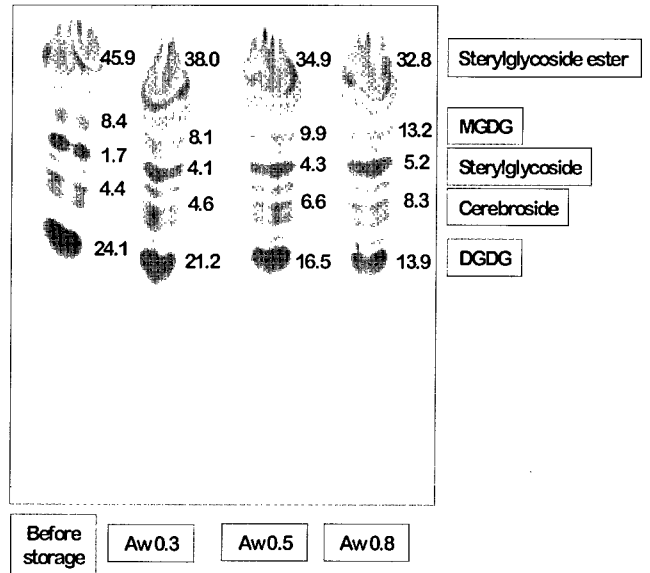 45.9 38.0 34.9 32.8 Sterylglycoside ester
8.4 8.1 9.9 13.2 MGDG
1.7 4.1 4.3 5.2 Sterylglycoside
4.4 4.6 6.6 8.3 Cerebroside
24.1 21.2 16.5 13.9 DGDG
Before
storage
Aw0.3 Aw0.5 Aw0.8